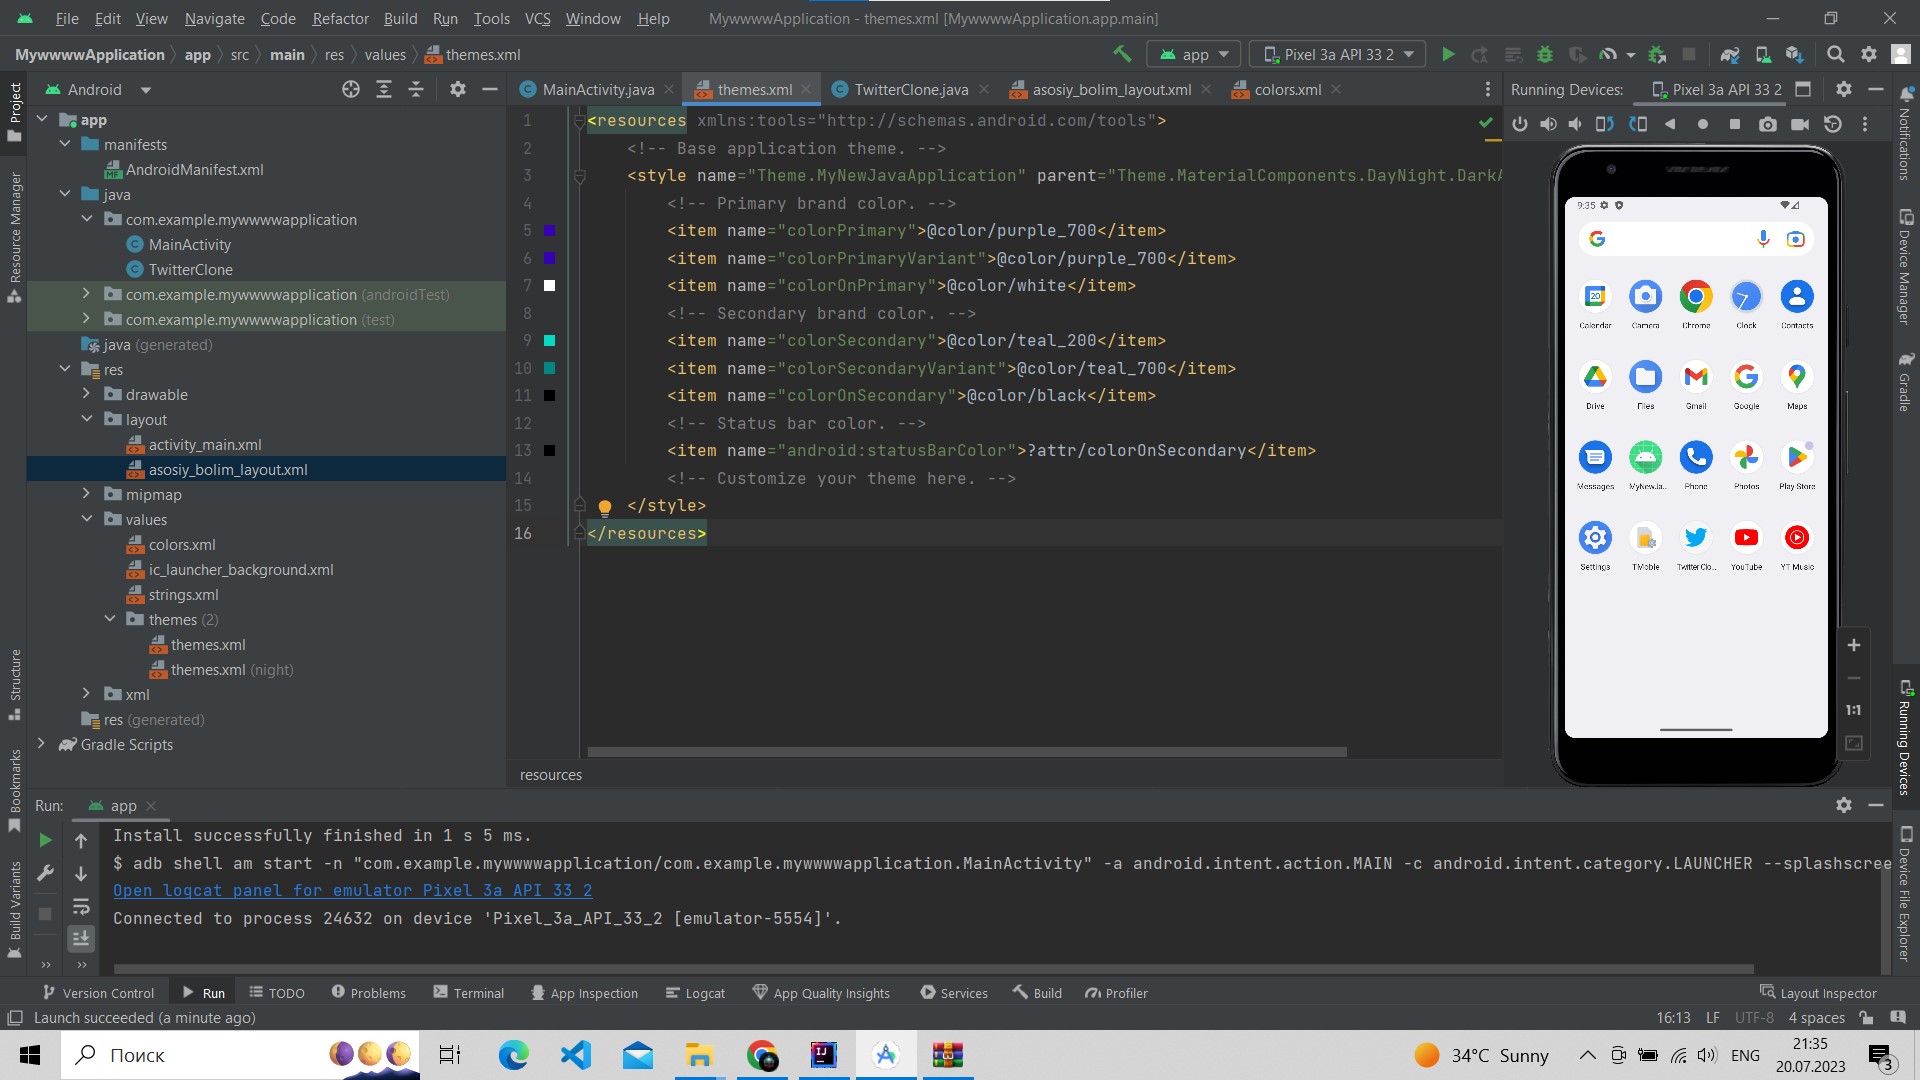 File Edit View Navigate Code Refactor Build Run Tools VCS Window Help MywwwwApplication - themes.xml [MywwwwApplication.app.main]
MywwwwApplication app src main res values themes.xml app Pixel 3a API 33 2
Android MainActivity.java themes.xml TwitterClone.java asosiy_bolim_layout.xml colors.xml Running Devices: Pixel 3a API 33 2
Project
Resource Manager
Structure
Bookmarks
Build Variants
app
manifests
AndroidManifest.xml
java
com.example.mywwwwapplication
MainActivity
TwitterClone
com.example.mywwwwapplication (androidTest)
com.example.mywwwwapplication (test)
java (generated)
res
drawable
layout
activity_main.xml
asosiy_bolim_layout.xml
mipmap
values
colors.xml
ic_launcher_background.xml
strings.xml
themes (2)
themes.xml
themes.xml (night)
xml
res (generated)
Gradle Scripts
1 <resources xmlns:tools="http://schemas.android.com/tools">
2 <!-- Base application theme. -->
3 <style name="Theme.MyNewJavaApplication" parent="Theme.MaterialComponents.DayNight.DarkA
4 <!-- Primary brand color. -->
5 <item name="colorPrimary">@color/purple_700</item>
6 <item name="colorPrimaryVariant">@color/purple_700</item>
7 <item name="colorOnPrimary">@color/white</item>
8 <!-- Secondary brand color. -->
9 <item name="colorSecondary">@color/teal_200</item>
10 <item name="colorSecondaryVariant">@color/teal_700</item>
11 <item name="colorOnSecondary">@color/black</item>
12 <!-- Status bar color. -->
13 <item name="android:statusBarColor">?attr/colorOnSecondary</item>
14 <!-- Customize your theme here. -->
15 </style>
16 </resources>
resources
9:35
Calendar Camera Chrome Clock Contacts
Drive Files Gmail Google Maps
Messages MyNewJa.. Phone Photos Play Store
Settings TMoble Twitter Clo.. YouTube YT Music
1:1
Notifications
Device Manager
Gradle
Running Devices
Device File Explorer
Run: app
Install successfully finished in 1 s 5 ms.
$ adb shell am start -n "com.example.mywwwwapplication/com.example.mywwwwapplication.MainActivity" -a android.intent.action.MAIN -c android.intent.category.LAUNCHER --splashscree
Open logcat panel for emulator Pixel 3a API 33 2
Connected to process 24632 on device 'Pixel_3a_API_33_2 [emulator-5554]'.
Version Control Run TODO Problems Terminal App Inspection Logcat App Quality Insights Services Build Profiler Layout Inspector
Launch succeeded (a minute ago) 16:13 LF UTF-8 4 spaces
Поиск 34°C Sunny ENG 21:35
20.07.2023 3